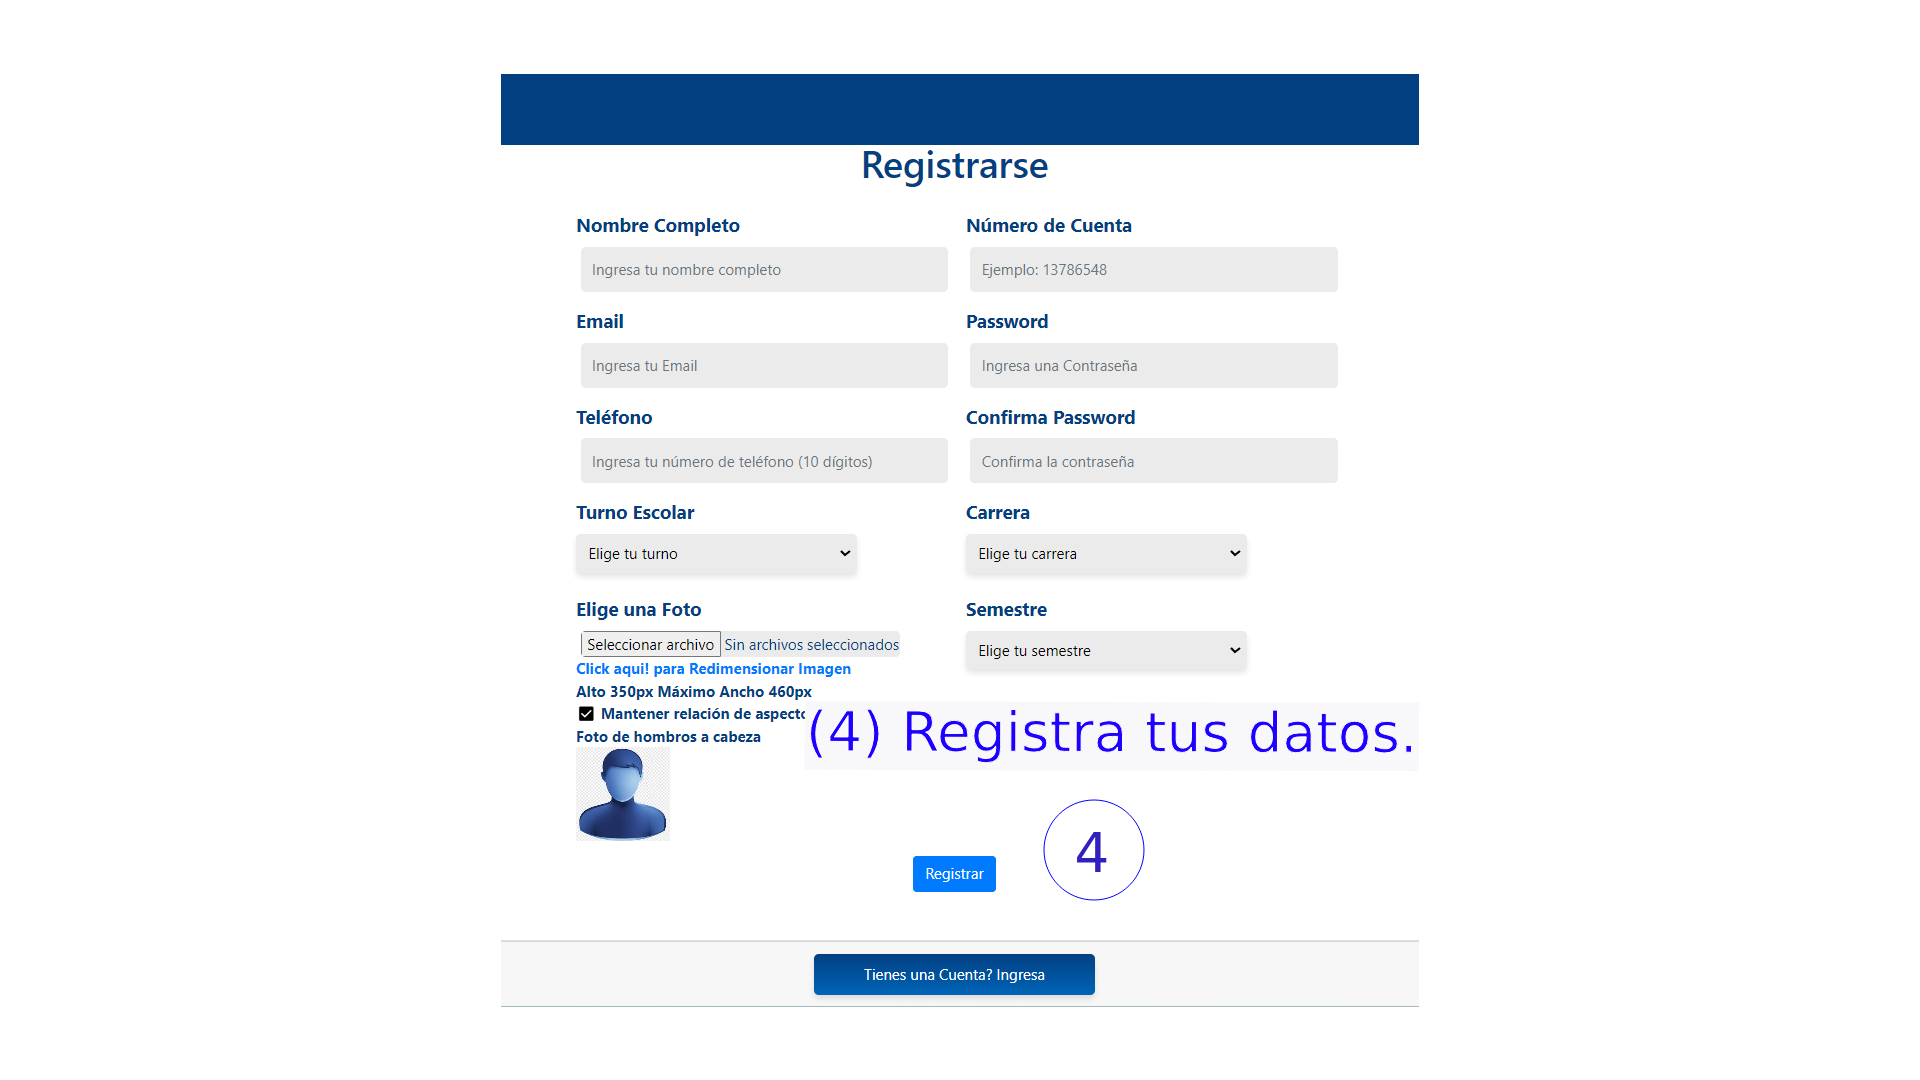 Registrarse
Nombre Completo
Ingresa tu nombre completo
Número de Cuenta
Ejemplo: 13786548
Email
Ingresa tu Email
Password
Ingresa una Contraseña
Teléfono
Ingresa tu número de teléfono (10 dígitos)
Confirma Password
Confirma la contraseña
Turno Escolar
Elige tu turno
Carrera
Elige tu carrera
Elige una Foto
Seleccionar archivo Sin archivos seleccionados
Click aqui! para Redimensionar Imagen
Alto 350px Máximo Ancho 460px
Mantener relación de aspecto
Foto de hombros a cabeza
Semestre
Elige tu semestre
(4) Registra tus datos.
4
Registrar
Tienes una Cuenta? Ingresa